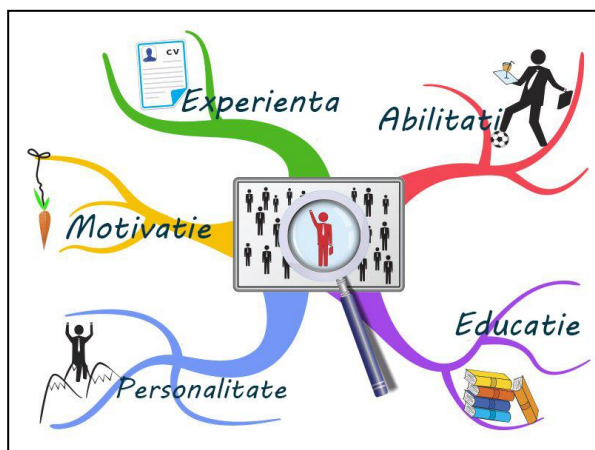 CV
Experienta
Abilitati
Motivatie
Educatie
Personalitate